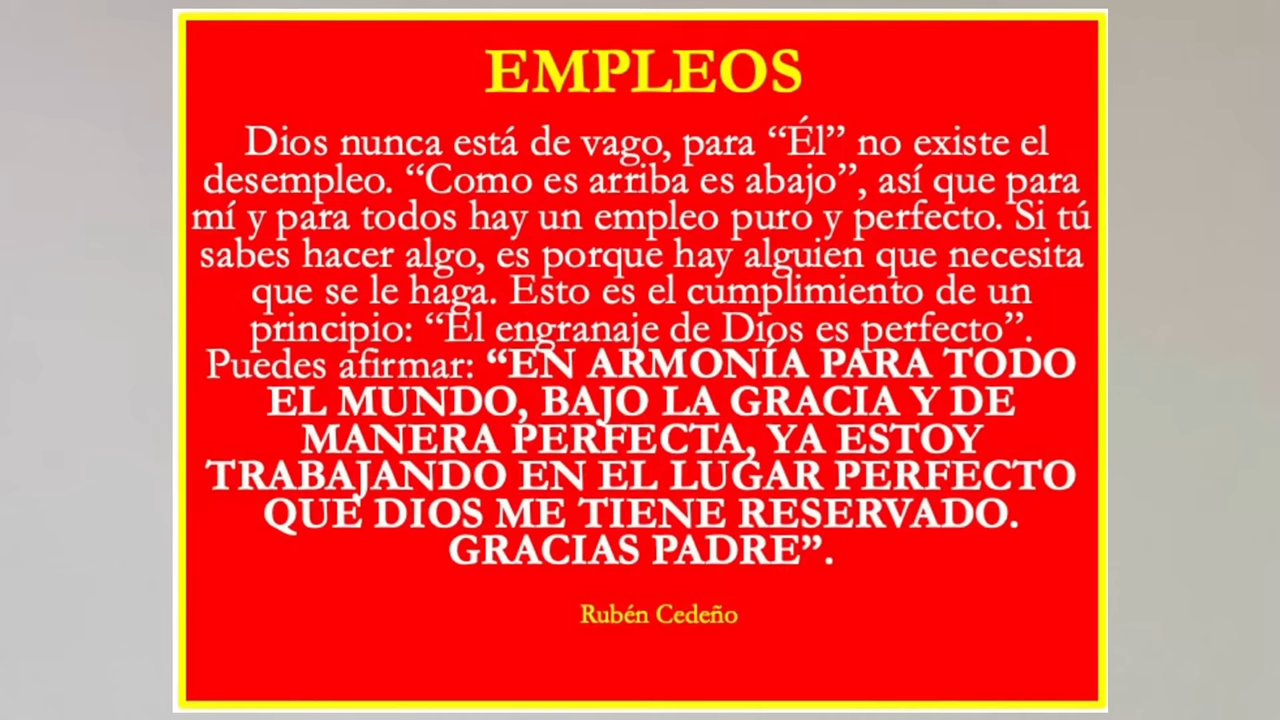 EMPLEOS
Dios nunca está de vago, para “Él” no existe el
desempleo. “Como es arriba es abajo”, así que para
mí y para todos hay un empleo puro y perfecto. Si tú
sabes hacer algo, es porque hay alguien que necesita
que se le haga. Esto es el cumplimiento de un
principio: “El engranaje de Dios es perfecto”.
Puedes afirmar: “EN ARMONÍA PARA TODO
EL MUNDO, BAJO LA GRACIA Y DE
MANERA PERFECTA, YA ESTOY
TRABAJANDO EN EL LUGAR PERFECTO
QUE DIOS ME TIENE RESERVADO.
GRACIAS PADRE”.
Rubén Cedeño